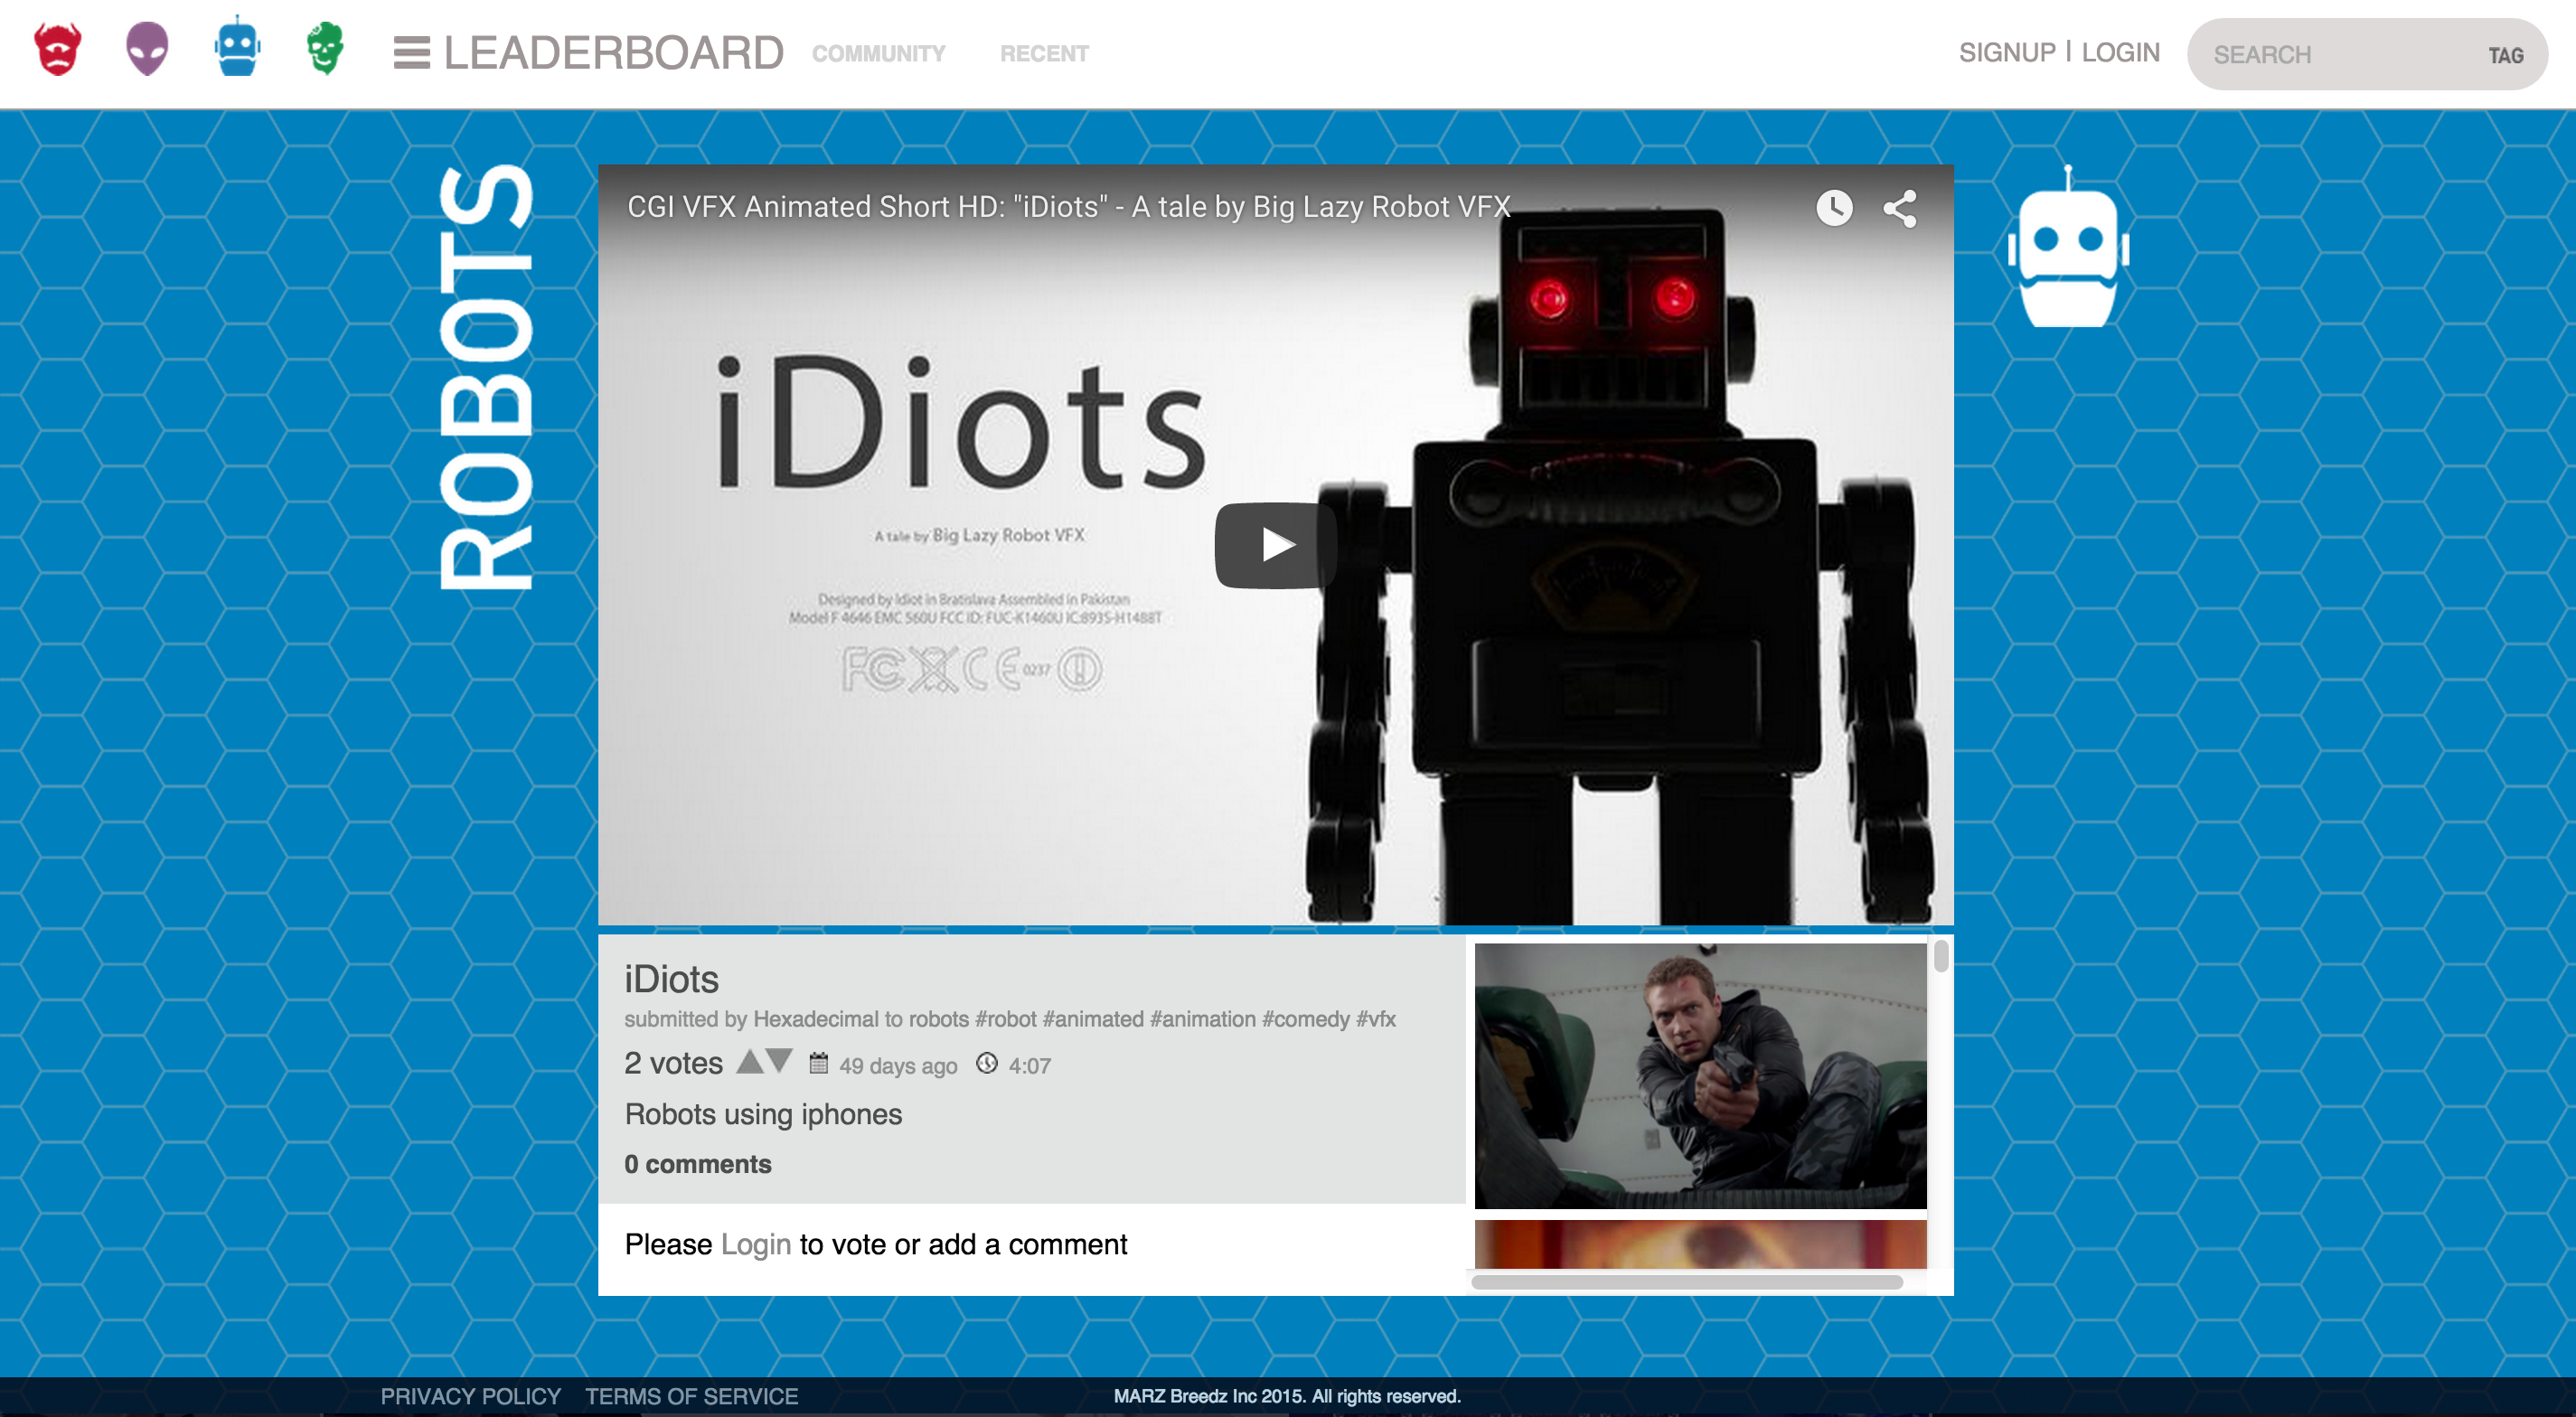 LEADERBOARD COMMUNITY RECENT SIGNUP | LOGIN SEARCH TAG
ROBOTS
CGI VFX Animated Short HD: "iDiots" - A tale by Big Lazy Robot VFX
iDiots
A tale by Big Lazy Robot VFX
Designed by Idiot in Bratislava Assembled in Pakistan
Model F 4646 EMC 560U FCC ID: FUC-K1460U IC:893S-H1488T
FC CE 0237
iDiots
submitted by Hexadecimal to robots #robot #animated #animation #comedy #vfx
2 votes 49 days ago 4:07
Robots using iphones
0 comments
Please Login to vote or add a comment
PRIVACY POLICY TERMS OF SERVICE MARZ Breedz Inc 2015. All rights reserved.